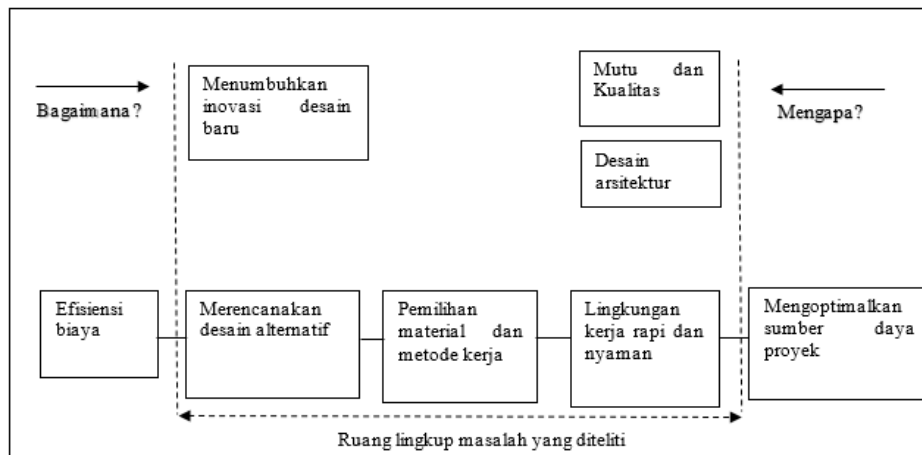 Bagaimana?
Menumbuhkan
inovasi desain
baru
Mutu dan
Kualitas
Mengapa?
Desain
arsitektur
Efisiensi
biaya
Merencanakan
desain alternatif
Pemilihan
material dan
metode kerja
Lingkungan
kerja rapi dan
nyaman
Mengoptimalkan
sumber daya
proyek
Ruang lingkup masalah yang diteliti